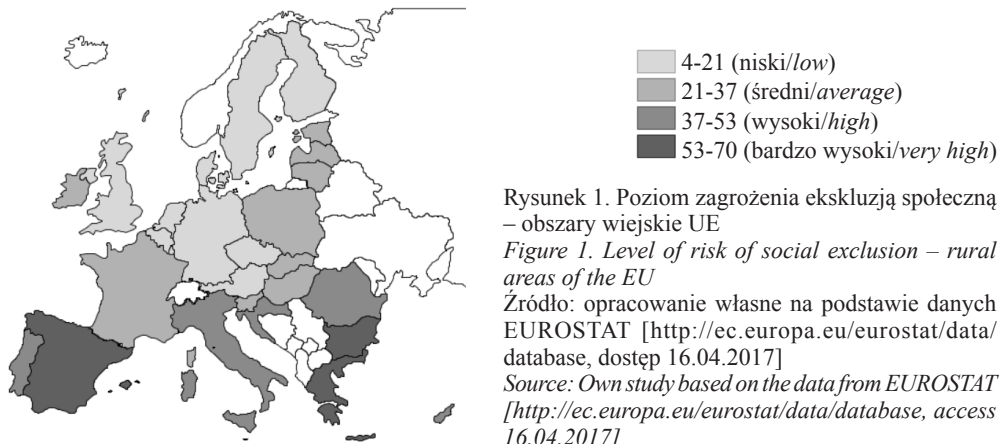 4-21 (niski/low)
21-37 (średni/average)
37-53 (wysoki/high)
53-70 (bardzo wysoki/very high)
Rysunek 1. Poziom zagrożenia ekskluzją społeczną
– obszary wiejskie UE
Figure 1. Level of risk of social exclusion – rural
areas of the EU
Źródło: opracowanie własne na podstawie danych
EUROSTAT [http://ec.europa.eu/eurostat/data/
database, dostęp 16.04.2017]
Source: Own study based on the data from EUROSTAT
[http://ec.europa.eu/eurostat/data/database, access
16.04.2017]